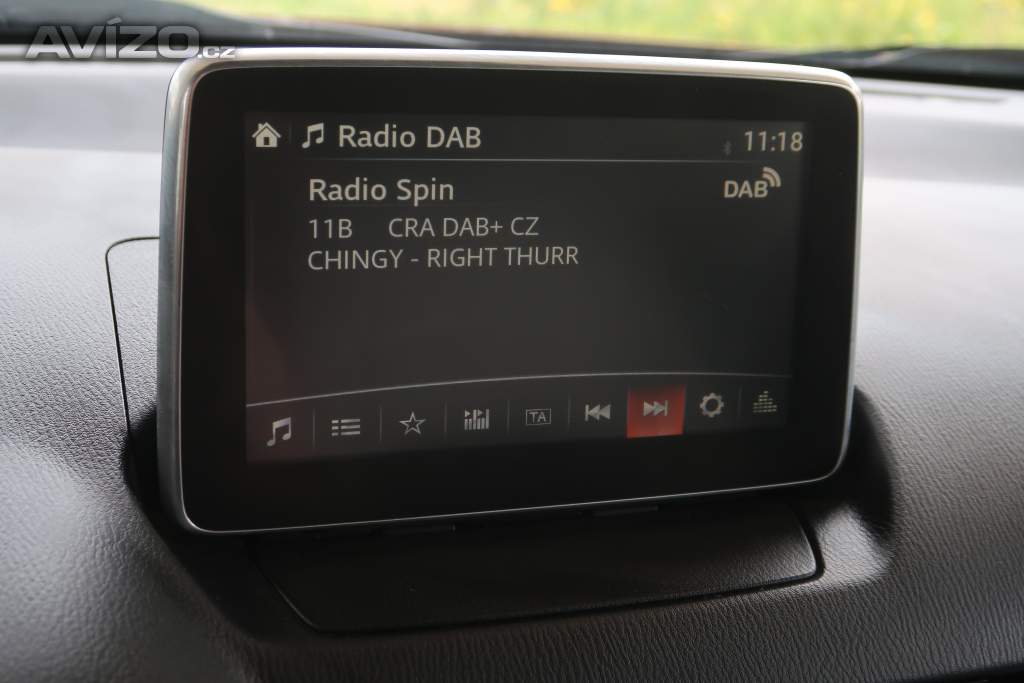 AVÍZO.cz
Radio DAB 11:18
Radio Spin DAB
11B CRA DAB+ CZ
CHINGY - RIGHT THURR
TA